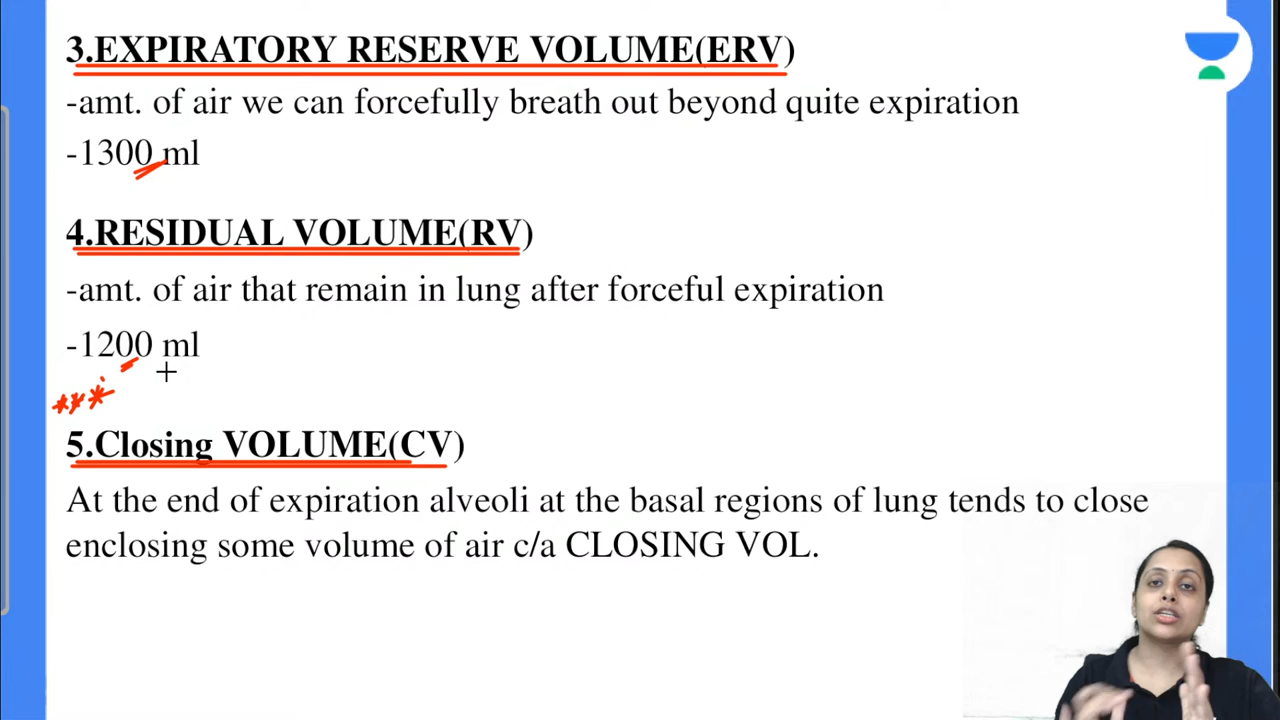 3.EXPIRATORY RESERVE VOLUME(ERV)
-amt. of air we can forcefully breath out beyond quite expiration
-1300 ml
4.RESIDUAL VOLUME(RV)
-amt. of air that remain in lung after forceful expiration
-1200 ml
5.Closing VOLUME(CV)
At the end of expiration alveoli at the basal regions of lung tends to close
enclosing some volume of air c/a CLOSING VOL.